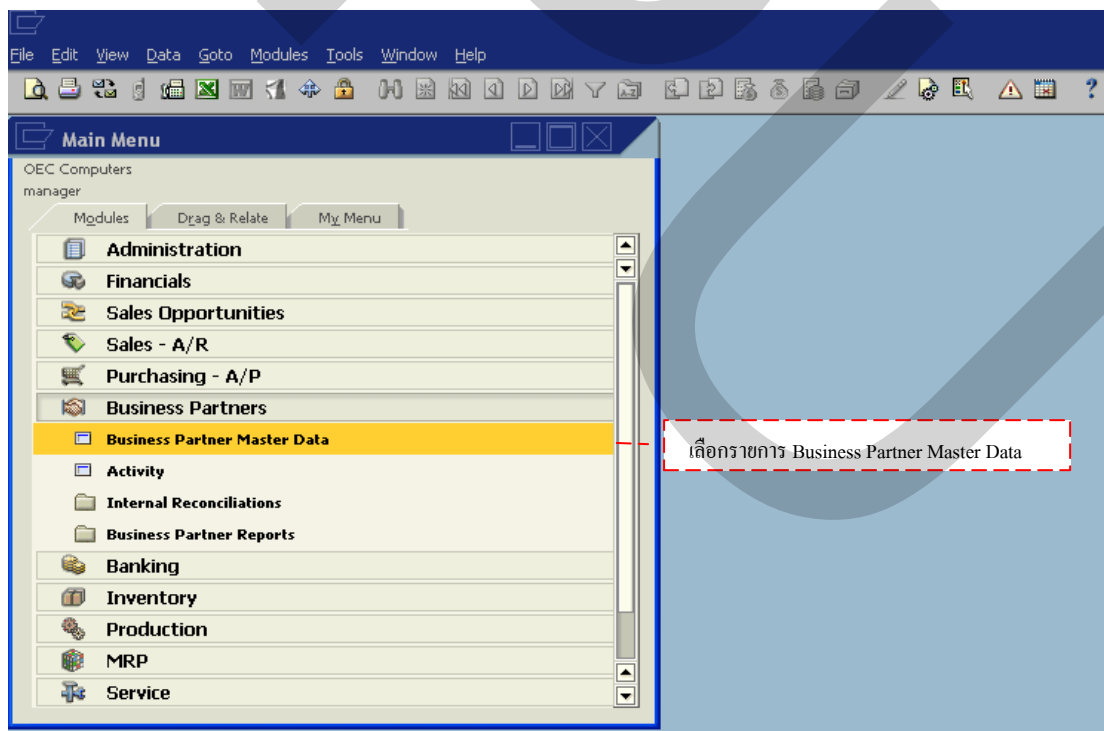 File Edit View Data Goto Modules Tools Window Help
Main Menu
OEC Computers
manager
Modules Drag & Relate My Menu
Administration
Financials
Sales Opportunities
Sales - A/R
Purchasing - A/P
Business Partners
Business Partner Master Data
เลือกรายการ Business Partner Master Data
Activity
Internal Reconciliations
Business Partner Reports
Banking
Inventory
Production
MRP
Service